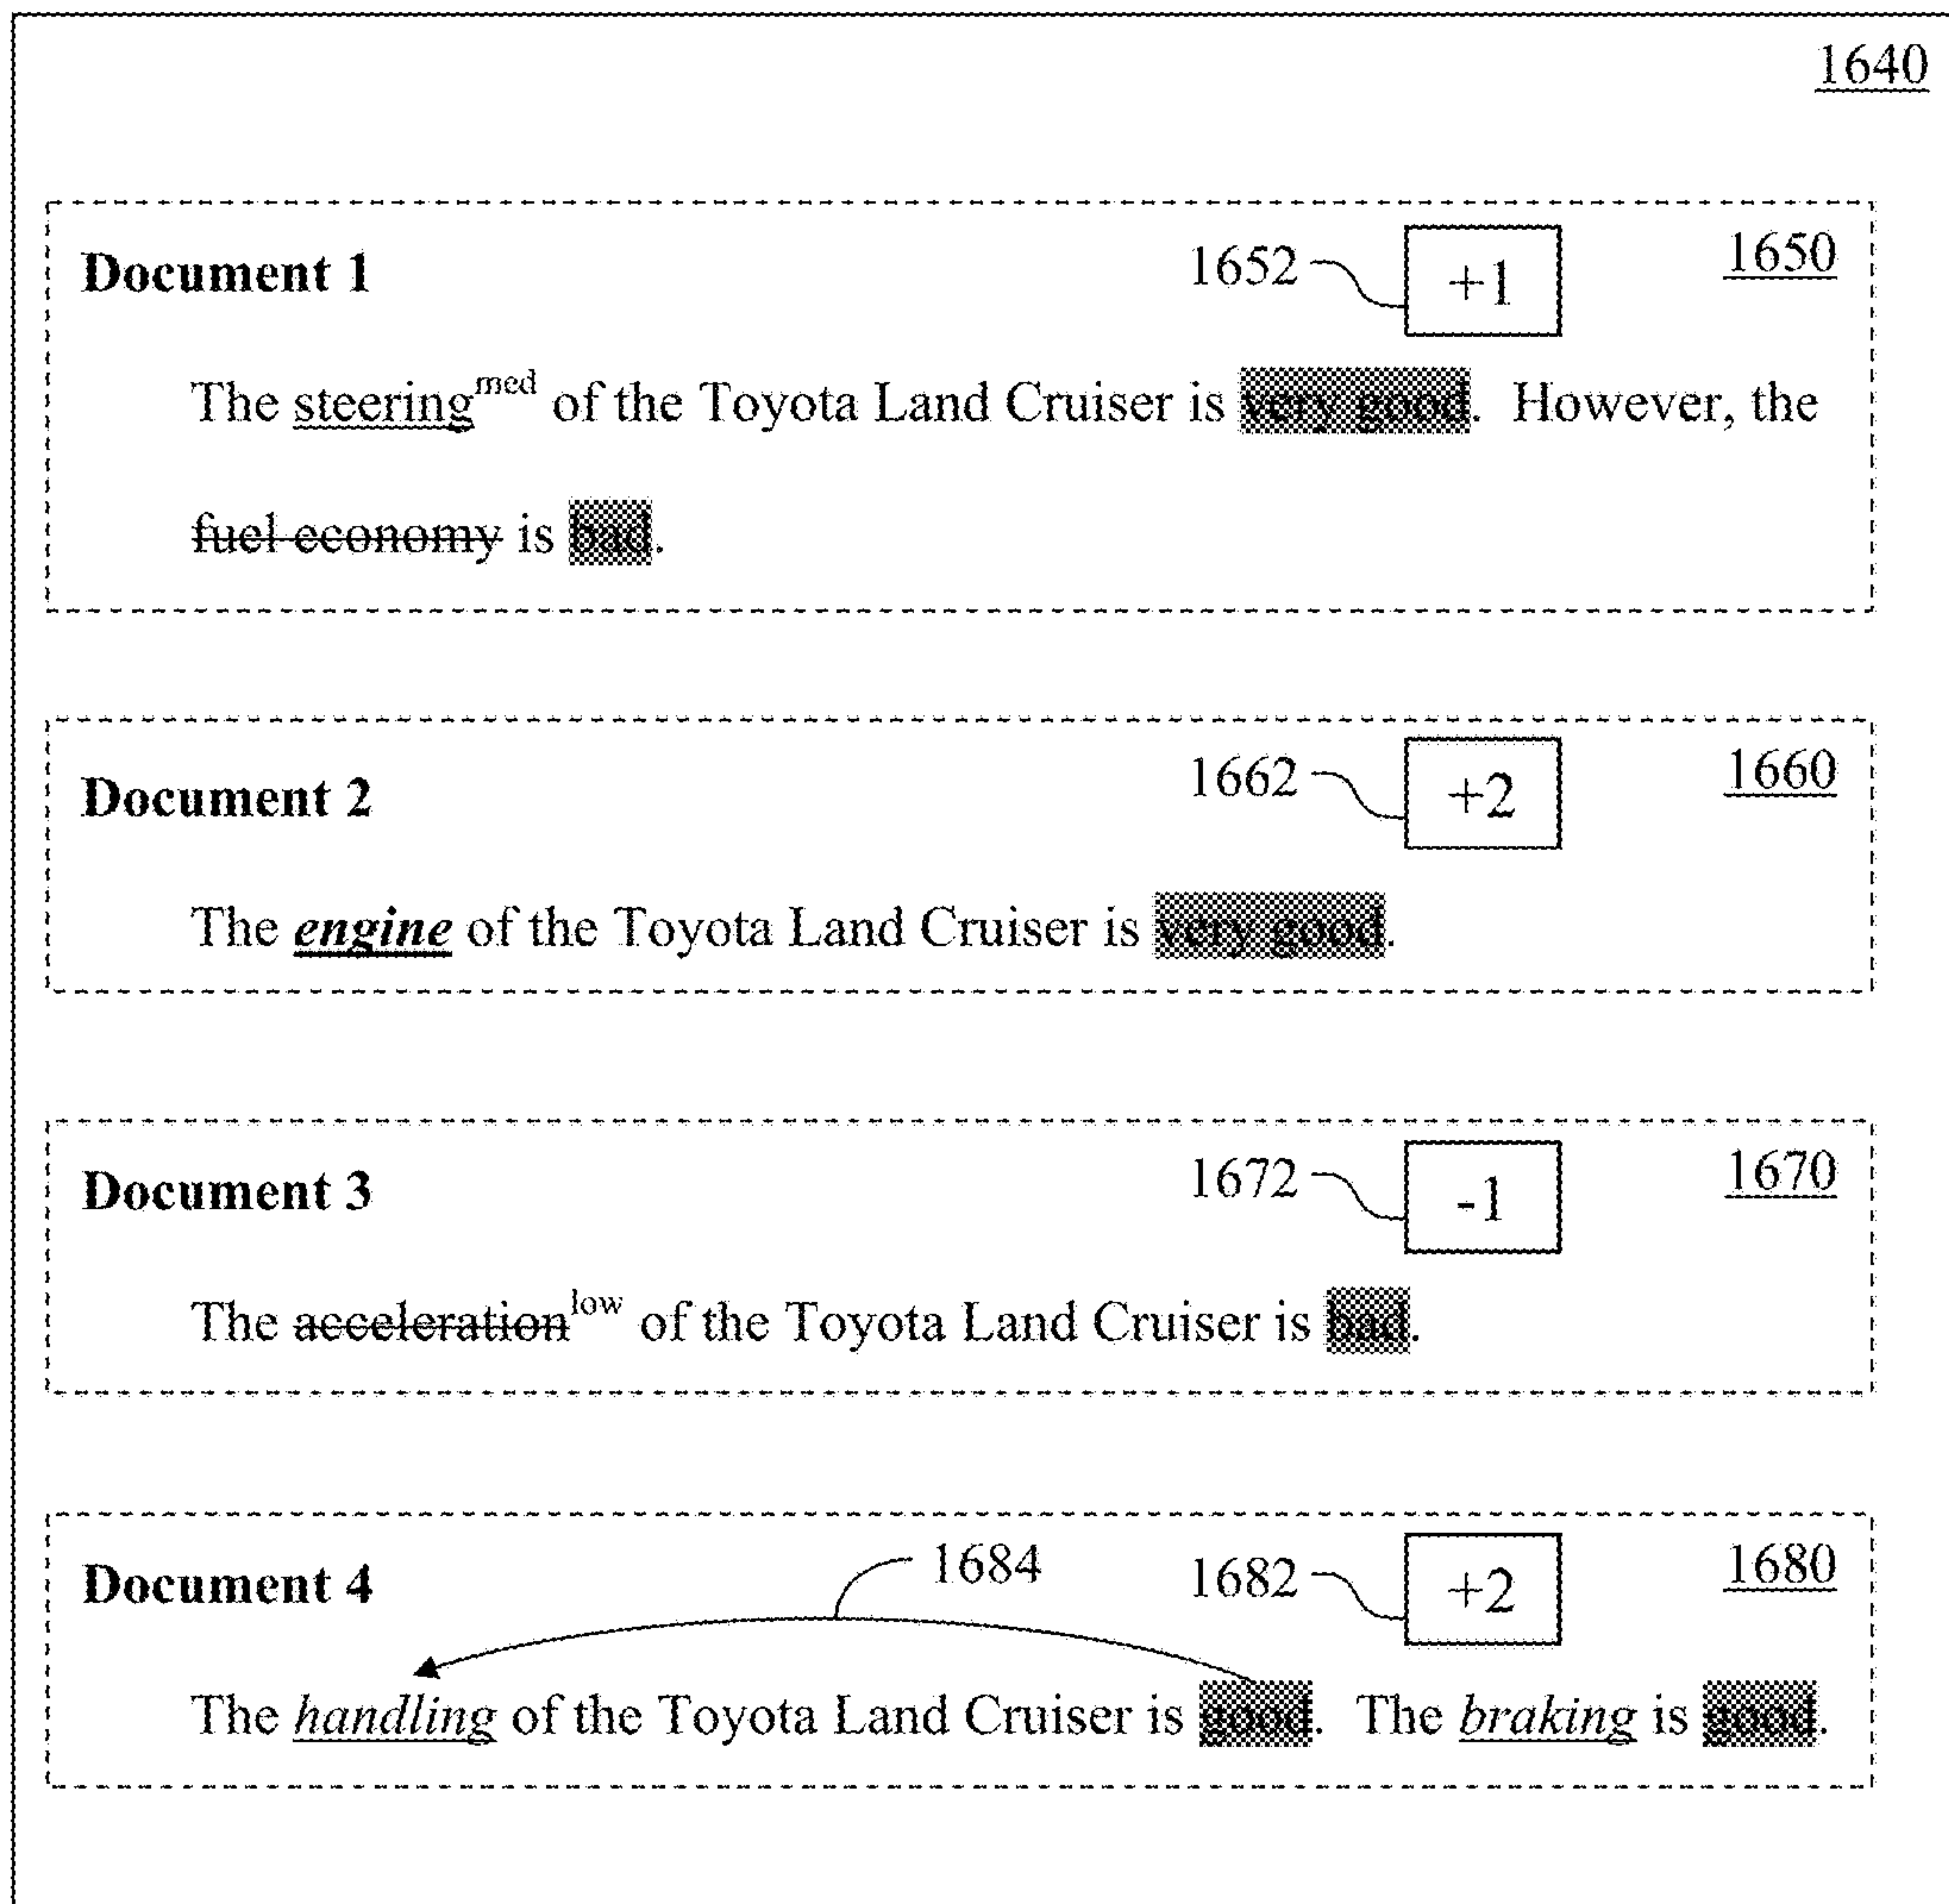 1640
Document 1 1652 +1 1650
The steering^med of the Toyota Land Cruiser is very good. However, the
fuel economy is bad.
Document 2 1662 +2 1660
The engine of the Toyota Land Cruiser is very good.
Document 3 1672 -1 1670
The acceleration^low of the Toyota Land Cruiser is bad.
Document 4 1684 1682 +2 1680
The handling of the Toyota Land Cruiser is good. The braking is good.